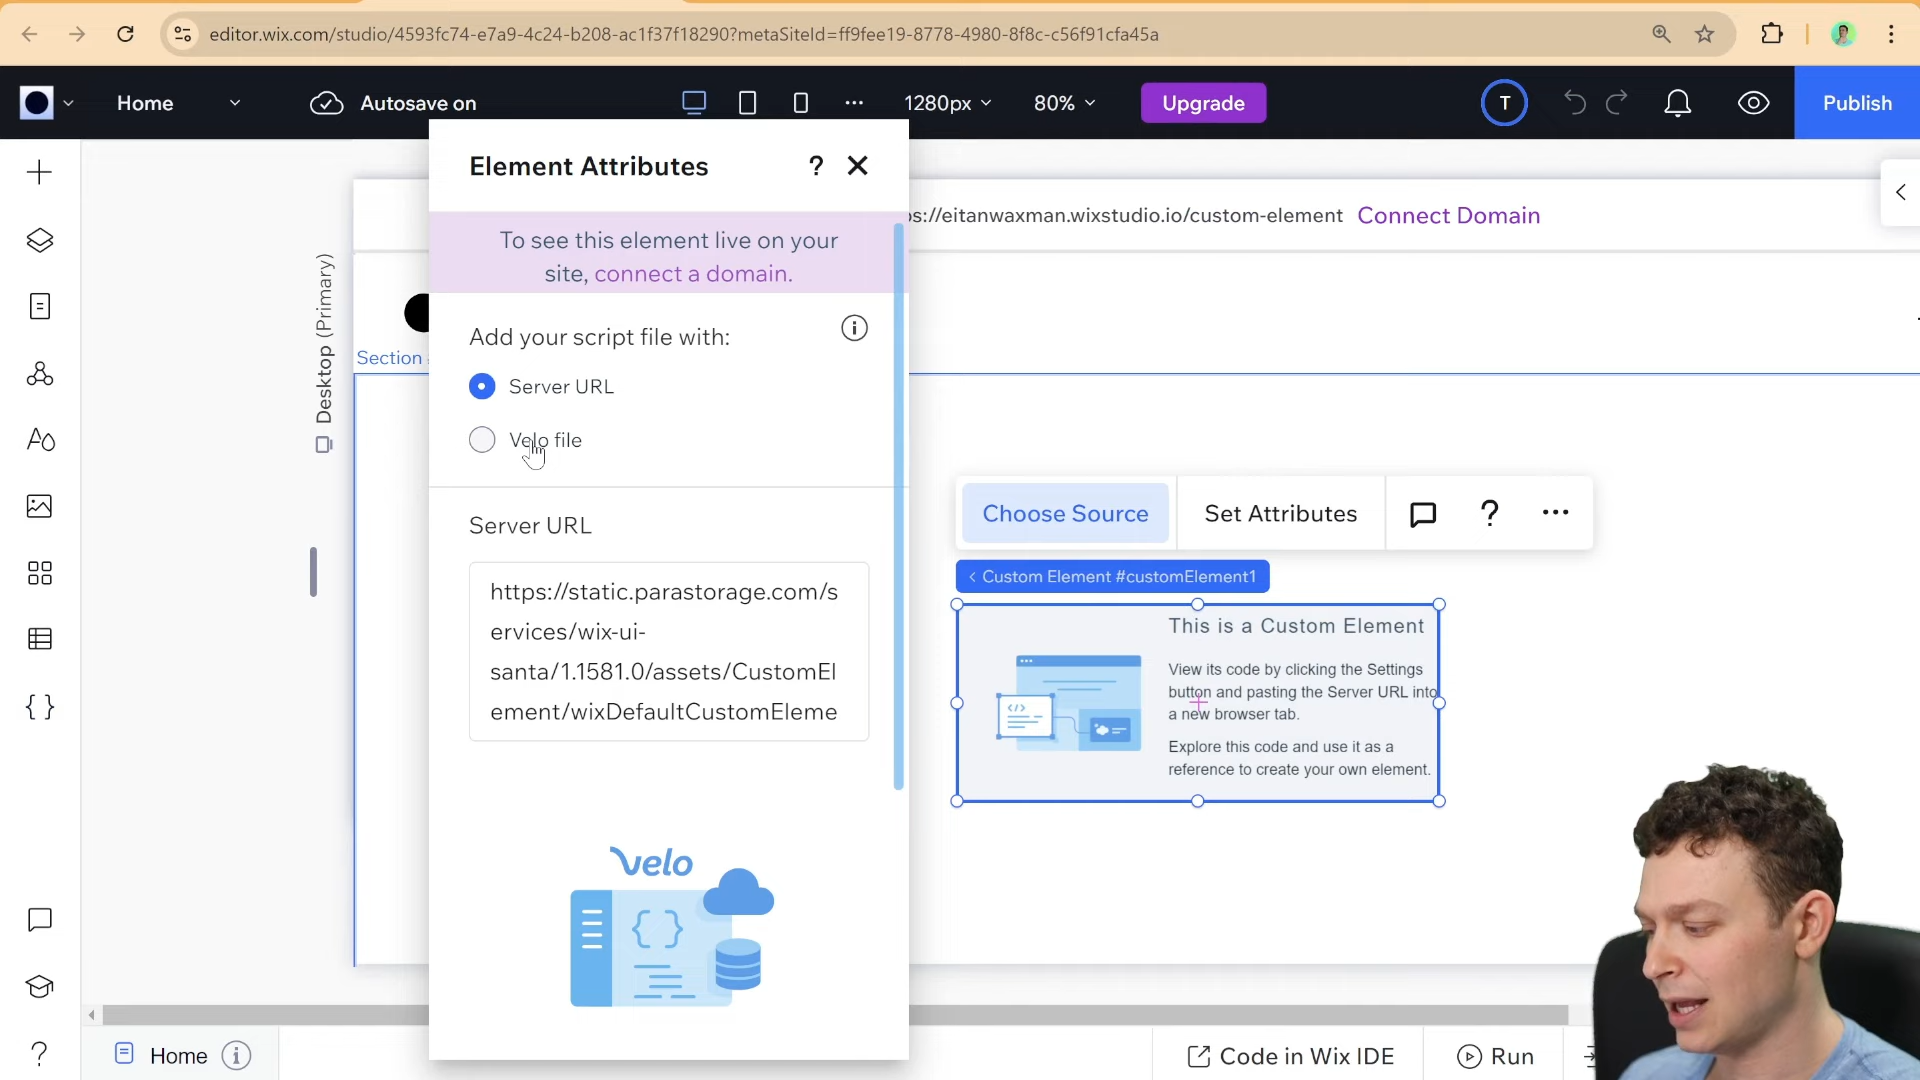 editor.wix.com/studio/4593fc74-e7a9-4c24-b208-ac1f37f18290?metaSiteId=ff9fee19-8778-4980-8f8c-c56f91cfa45a
Home
Autosave on
1280px
80%
Upgrade
T
Publish
Element Attributes
?
To see this element live on your
site, connect a domain.
Add your script file with:
Server URL
Velo file
Server URL
https://static.parastorage.com/s
ervices/wix-ui-
santa/1.1581.0/assets/CustomEl
ement/wixDefaultCustomEleme
velo
s://eitanwaxman.wixstudio.io/custom-element Connect Domain
Desktop (Primary)
Section
Choose Source
Set Attributes
?
< Custom Element #customElement1
This is a Custom Element
View its code by clicking the Settings
button and pasting the Server URL into
a new browser tab.
Explore this code and use it as a
reference to create your own element.
?
Home
Code in Wix IDE
Run